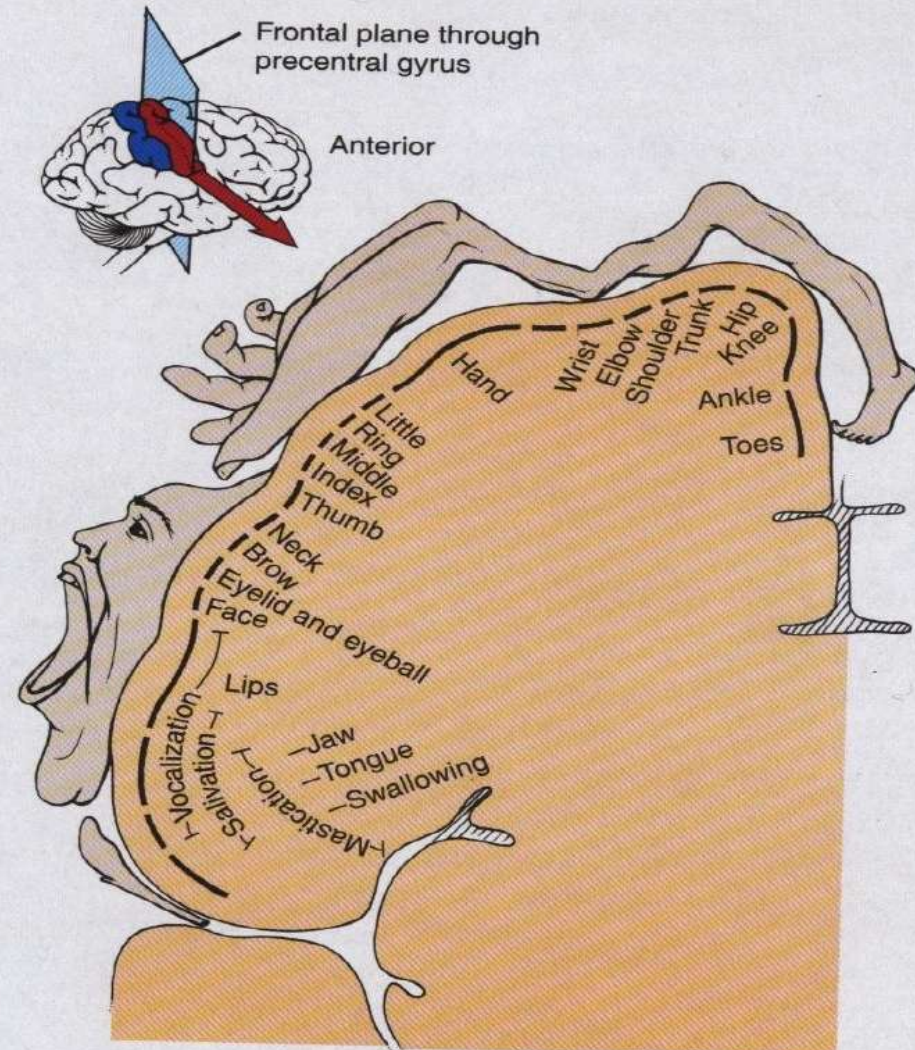 Frontal plane through
precentral gyrus
Anterior
Toes
Ankle
Knee
Hip
Trunk
Shoulder
Elbow
Wrist
Hand
Little
Ring
Middle
Index
Thumb
Neck
Brow
Eyelid and eyeball
Face
Lips
Vocalization
Salivation
Mastication
Jaw
Tongue
Swallowing